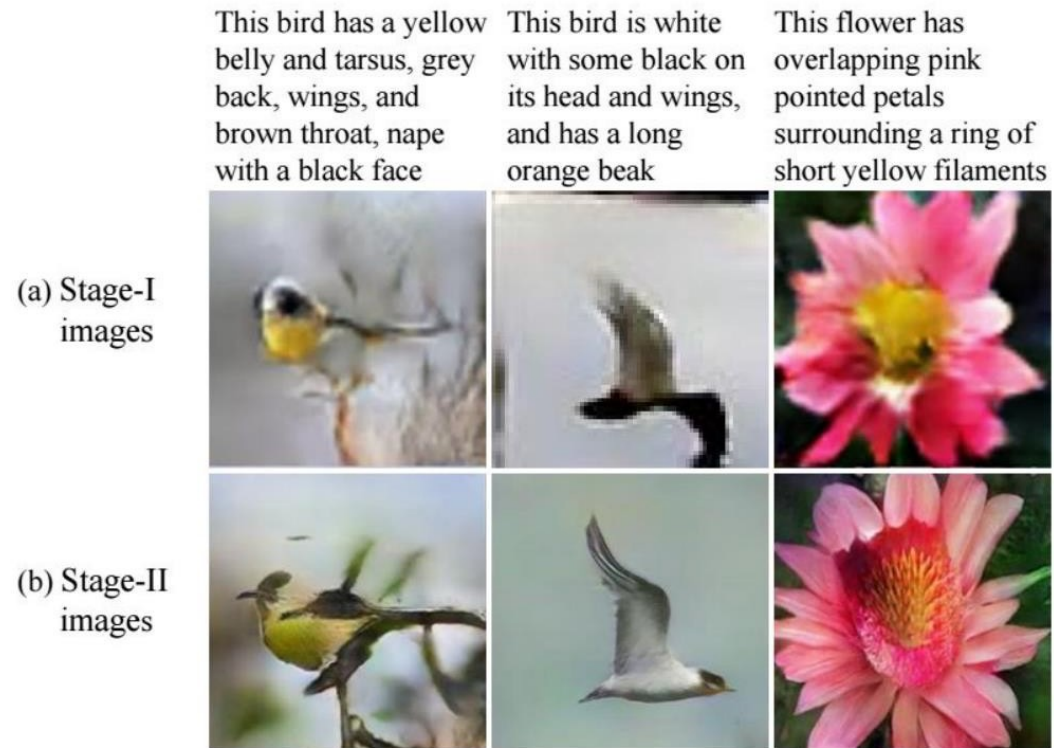 This bird has a yellow
belly and tarsus, grey
back, wings, and
brown throat, nape
with a black face
This bird is white
with some black on
its head and wings,
and has a long
orange beak
This flower has
overlapping pink
pointed petals
surrounding a ring of
short yellow filaments
(a) Stage-I
images
(b) Stage-II
images